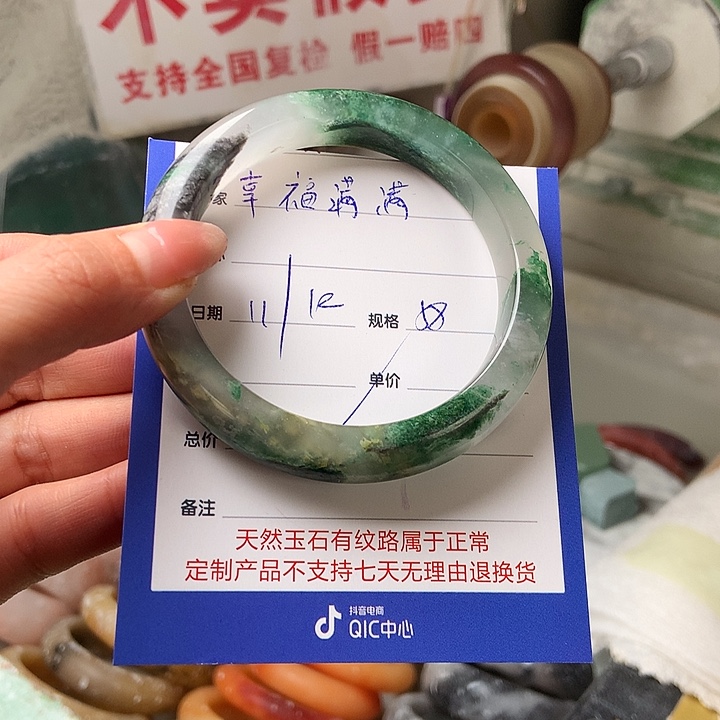 支持全国复检 假一赔四
家 幸福满满
日期 11/12 规格
单价
总价
备注
天然玉石有纹路属于正常
定制产品不支持七天无理由退换货
抖音电商
QIC中心